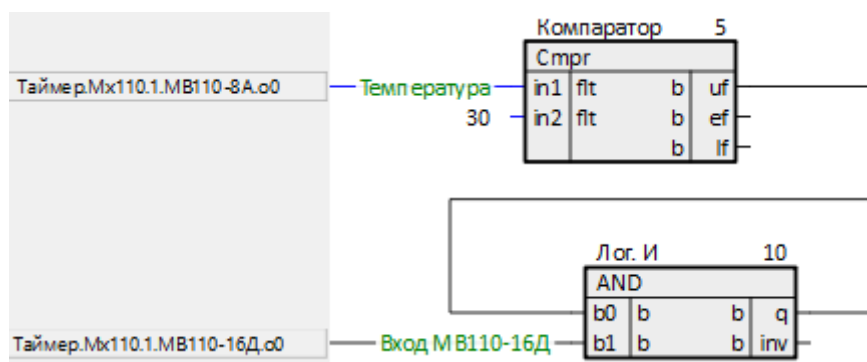 Компаратор 5
Cmpr
Таймер.Мх110.1.МВ110-8А.о0 Температура in1 flt b uf
30 in2 flt b ef
b lf
Лог. И 10
AND
b0 b b q
Таймер.Мх110.1.МВ110-16Д.о0 Вход МВ110-16Д b1 b b inv